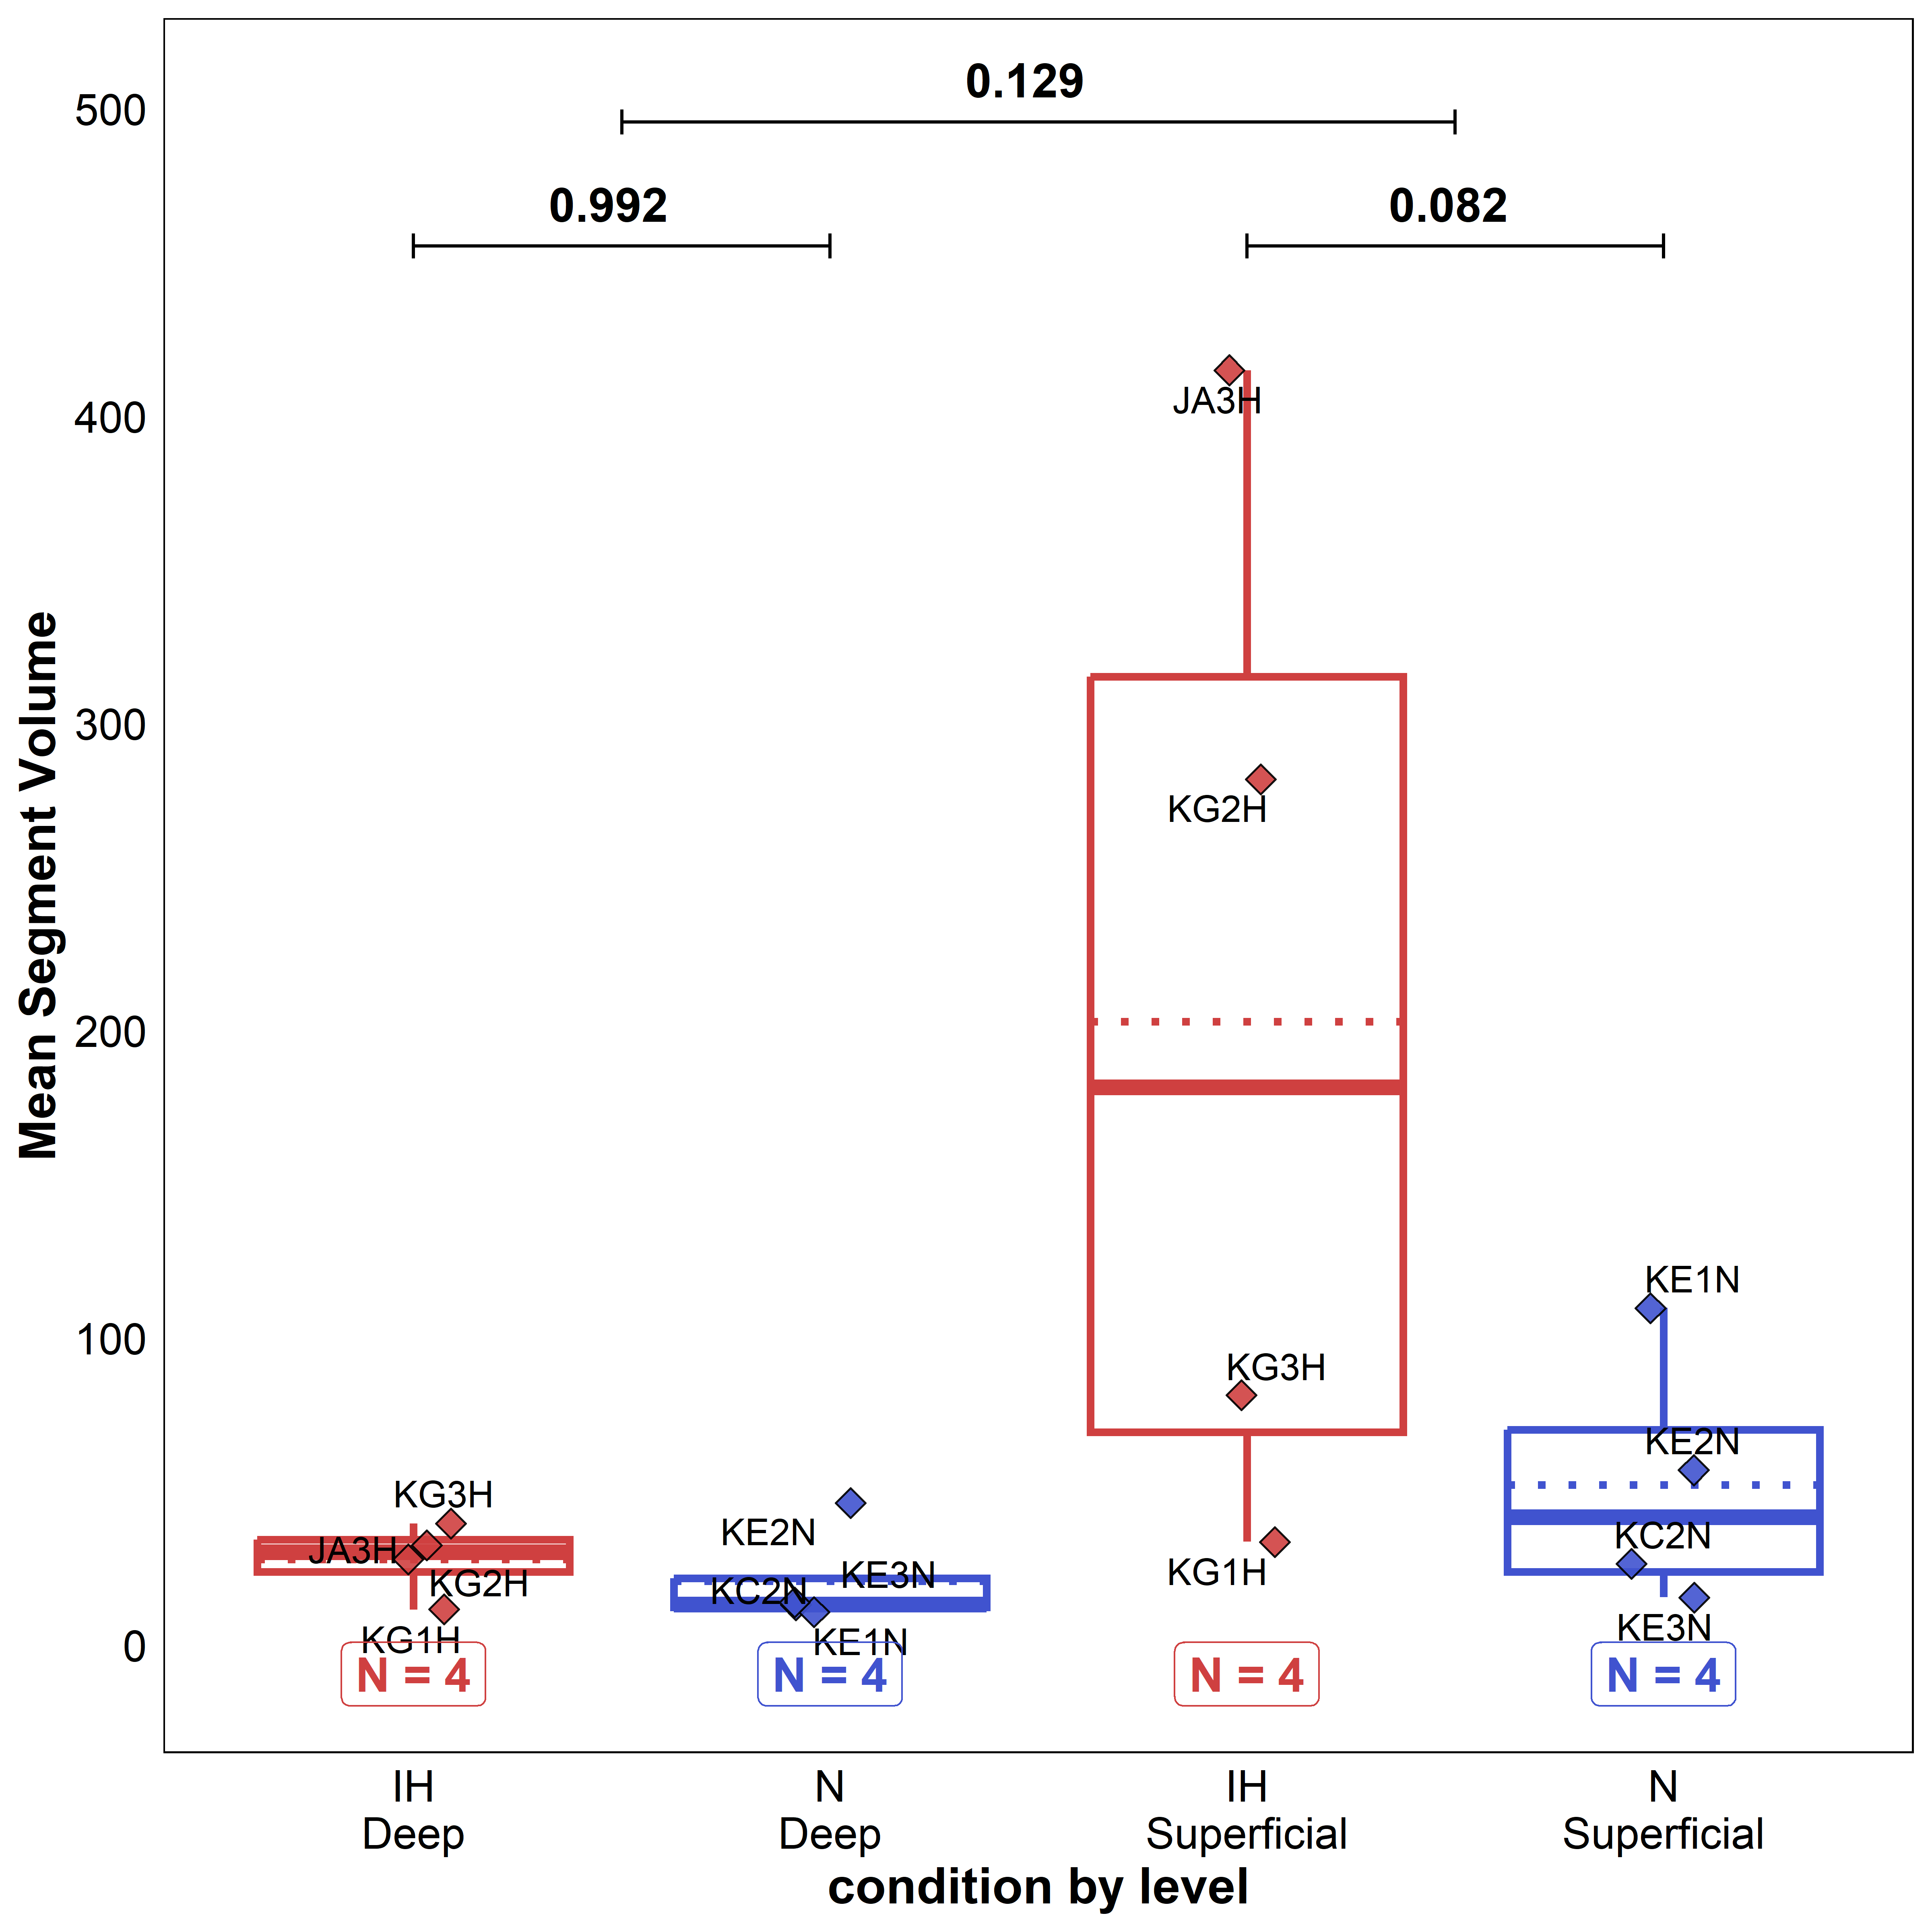 0.129
0.992
0.082
500
400
300
200
100
0
Mean Segment Volume
JA3H
KG2H
KG3H
KG1H
KE1N
KE2N
KC2N
KE3N
KG3H
JA3H
KG2H
KG1H
KE2N
KE3N
KC2N
KE1N
N = 4
N = 4
N = 4
N = 4
IH
Deep
N
Deep
IH
Superficial
N
Superficial
condition by level